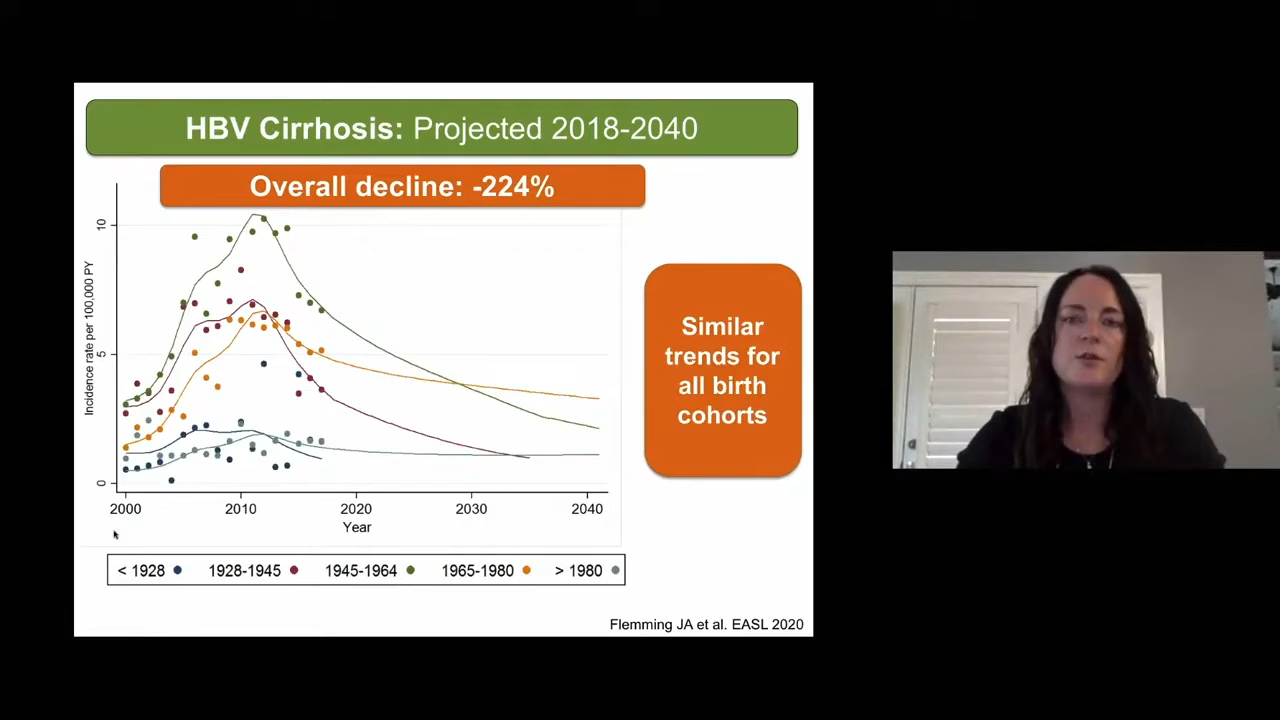 HBV Cirrhosis: Projected 2018-2040
Overall decline: -224%
Incidence rate per 100,000 PY
10
5
0
2000 2010 2020 2030 2040
Year
< 1928 1928-1945 1945-1964 1965-1980 > 1980
Similar
trends for
all birth
cohorts
Flemming JA et al. EASL 2020